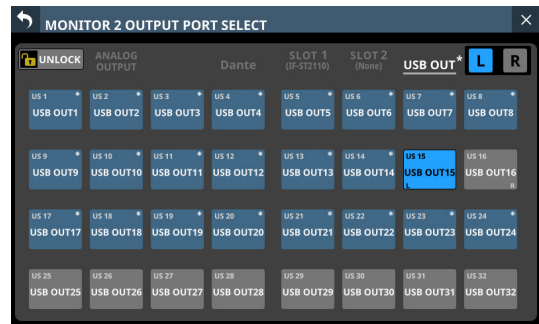 MONITOR 2 OUTPUT PORT SELECT
UNLOCK
ANALOG
OUTPUT
Dante
SLOT 1
(IF-ST2110)
SLOT 2
(None)
USB OUT*
L
R
US 1 * US 2 * US 3 * US 4 * US 5 * US 6 * US 7 * US 8 *
USB OUT1 USB OUT2 USB OUT3 USB OUT4 USB OUT5 USB OUT6 USB OUT7 USB OUT8
US 9 * US 10 * US 11 * US 12 * US 13 * US 14 * US 15 US 16
USB OUT9 USB OUT10 USB OUT11 USB OUT12 USB OUT13 USB OUT14 USB OUT15 USB OUT16
L R
US 17 * US 18 * US 19 * US 20 * US 21 * US 22 * US 23 * US 24 *
USB OUT17 USB OUT18 USB OUT19 USB OUT20 USB OUT21 USB OUT22 USB OUT23 USB OUT24
US 25 US 26 US 27 US 28 US 29 US 30 US 31 US 32
USB OUT25 USB OUT26 USB OUT27 USB OUT28 USB OUT29 USB OUT30 USB OUT31 USB OUT32